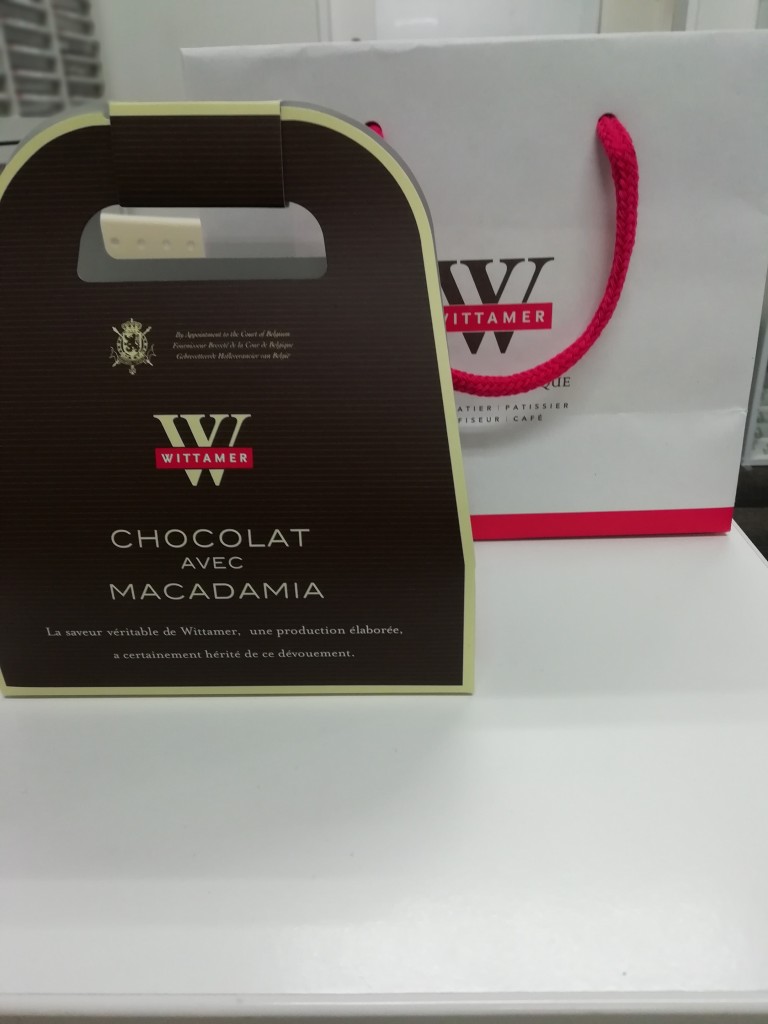 By Appointment to the Court of Belgium
Fournisseur Breveté de la Cour de Belgique
Gebrevetteerde Hofleverancier van België
W
WITTAMER
CHOCOLAT
AVEC
MACADAMIA
La saveur véritable de Wittamer, une production élaborée,
a certainement hérité de ce dévouement.
W
WITTAMER
QUE
ATIER | PATISSIER
FISEUR | CAFÉ